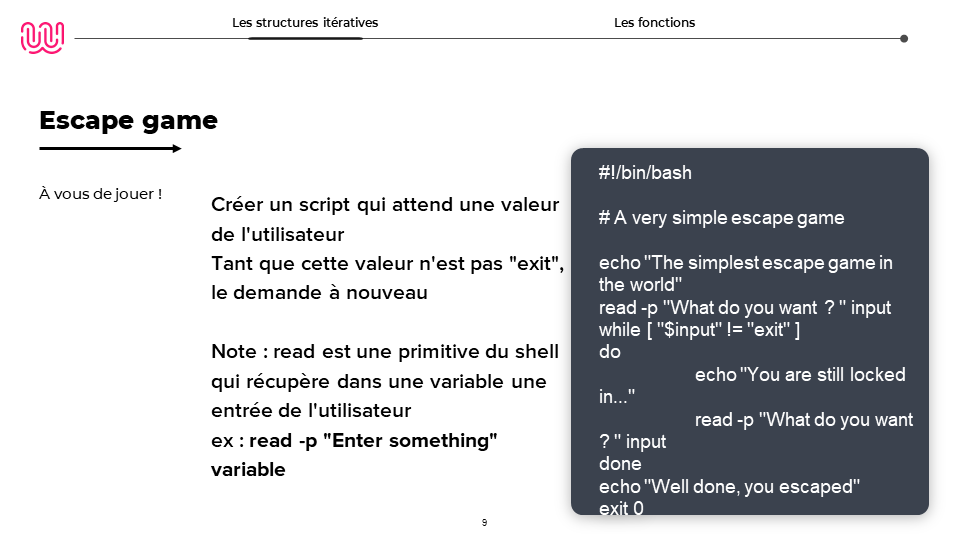 Les structures itératives
Les fonctions
Escape game
À vous de jouer !
Créer un script qui attend une valeur
de l'utilisateur
Tant que cette valeur n'est pas "exit",
le demande à nouveau
Note : read est une primitive du shell
qui récupère dans une variable une
entrée de l'utilisateur
ex : read -p "Enter something"
variable
#!/bin/bash
# A very simple escape game
echo "The simplest escape game in
the world"
read -p "What do you want ? " input
while [ "$input" != "exit" ]
do
echo "You are still locked
in..."
read -p "What do you want
? " input
done
echo "Well done, you escaped"
exit 0
9